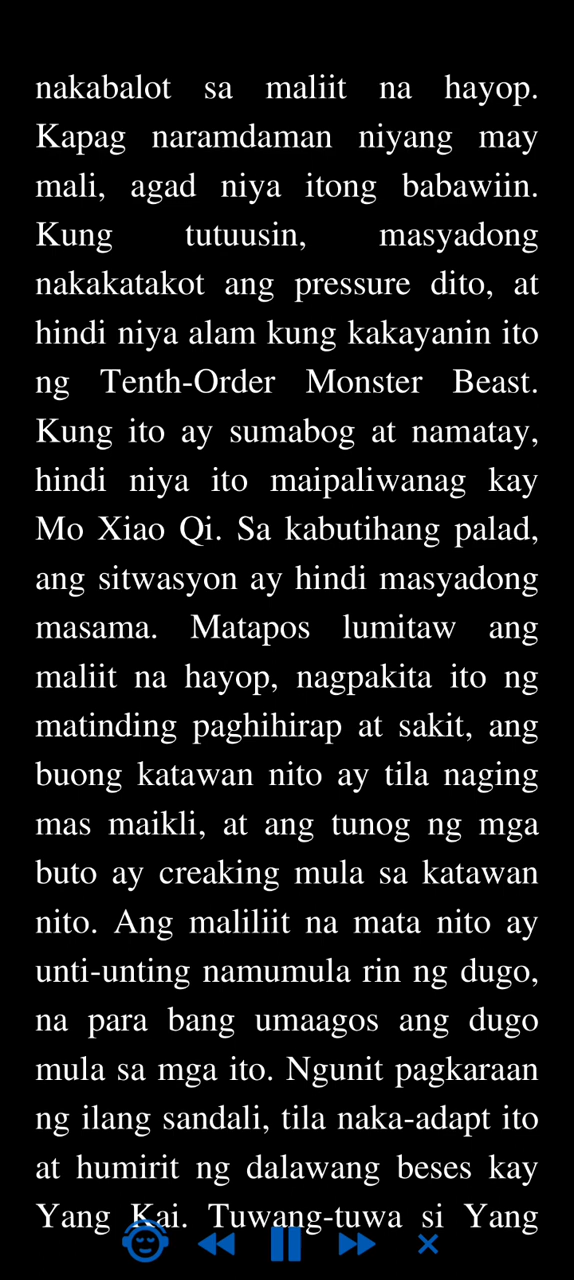 nakabalot sa maliit na hayop.
Kapag naramdaman niyang may
mali, agad niya itong babawiin.
Kung tutuusin, masyadong
nakakatakot ang pressure dito, at
hindi niya alam kung kakayanin ito
ng Tenth-Order Monster Beast.
Kung ito ay sumabog at namatay,
hindi niya ito maipaliwanag kay
Mo Xiao Qi. Sa kabutihang palad,
ang sitwasyon ay hindi masyadong
masama. Matapos lumitaw ang
maliit na hayop, nagpakita ito ng
matinding paghihirap at sakit, ang
buong katawan nito ay tila naging
mas maikli, at ang tunog ng mga
buto ay creaking mula sa katawan
nito. Ang maliliit na mata nito ay
unti-unting namumula rin ng dugo,
na para bang umaagos ang dugo
mula sa mga ito. Ngunit pagkaraan
ng ilang sandali, tila naka-adapt ito
at humirit ng dalawang beses kay
Yang Kai. Tuwang-tuwa si Yang